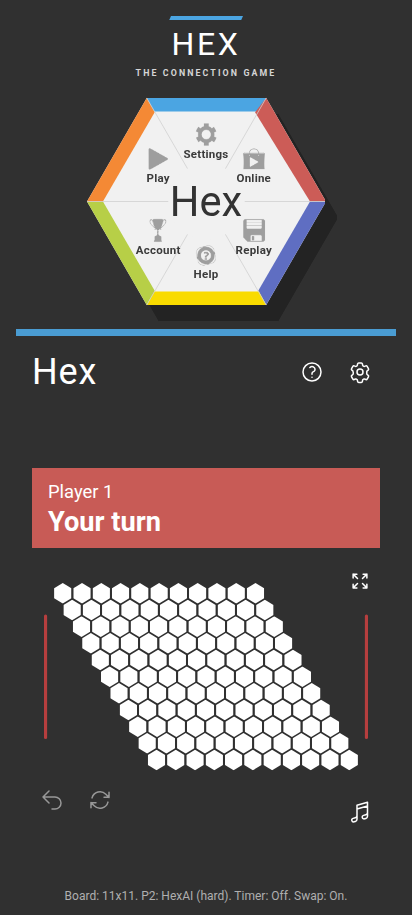 HEX
THE CONNECTION GAME
Settings
Play
Online
Hex
Account
Replay
Help
Hex
Player 1
Your turn
Board: 11x11. P2: HexAI (hard). Timer: Off. Swap: On.